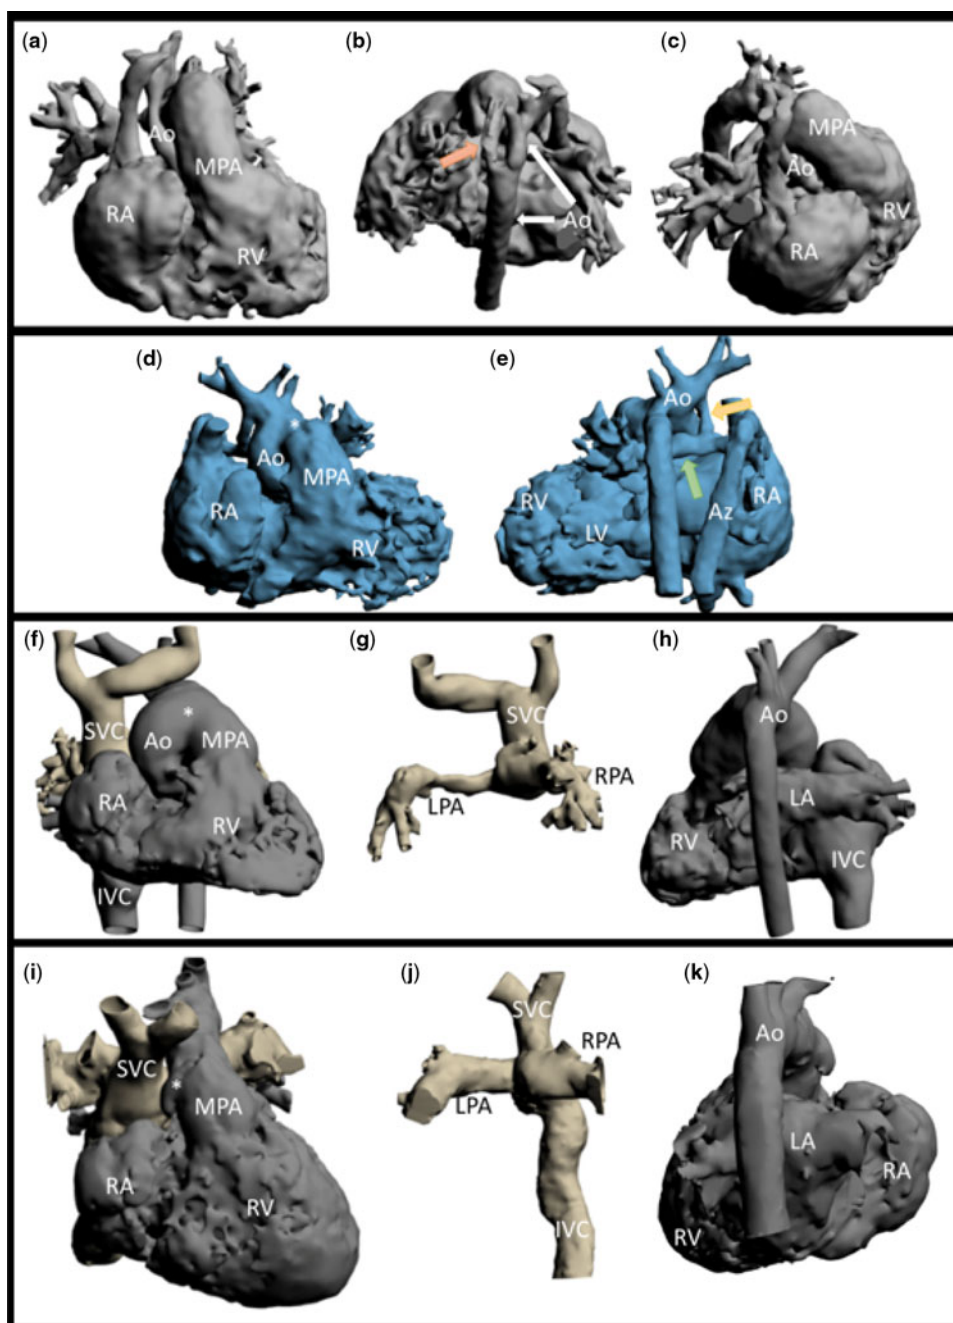 (a)
(b)
(c)
Ao
MPA
RA
RV
Ao
MPA
Ao
RV
RA
(d)
(e)
Ao
MPA
RA
RV
*
Ao
RV
LV
Az
RA
(f)
(g)
(h)
SVC
*
Ao
MPA
RA
RV
IVC
SVC
RPA
LPA
Ao
LA
RV
IVC
(i)
(j)
(k)
SVC
*
MPA
RA
RV
SVC
RPA
LPA
IVC
Ao
LA
RA
RV